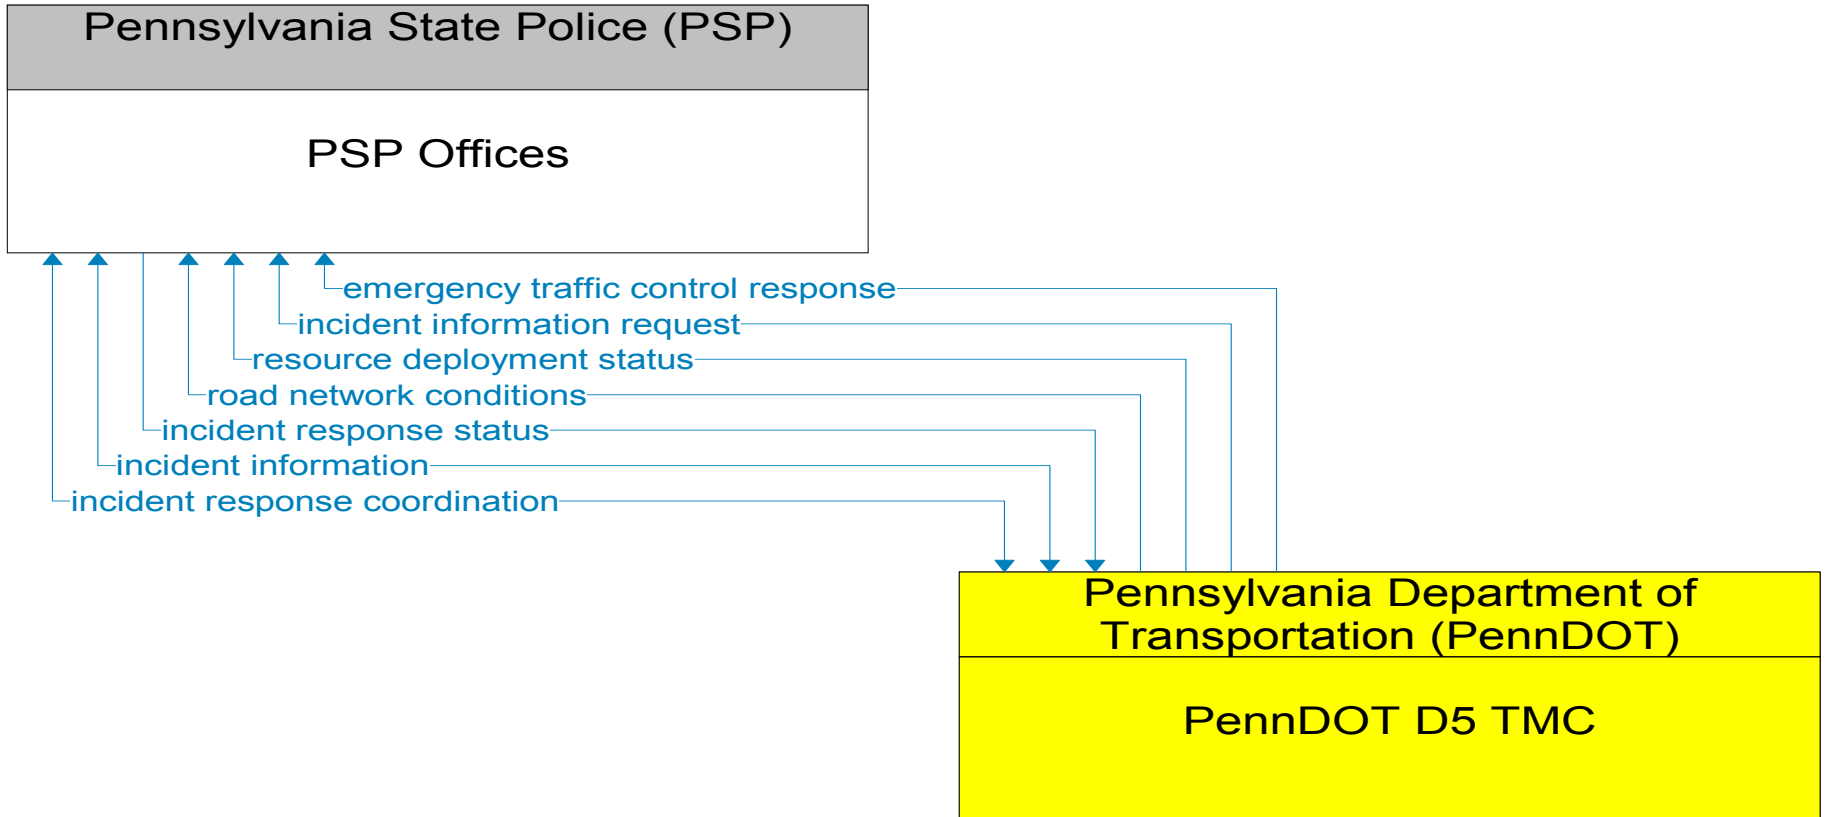 Pennsylvania State Police (PSP)
PSP Offices
emergency traffic control response
incident information request
resource deployment status
road network conditions
incident response status
incident information
incident response coordination
Pennsylvania Department of
Transportation (PennDOT)
PennDOT D5 TMC